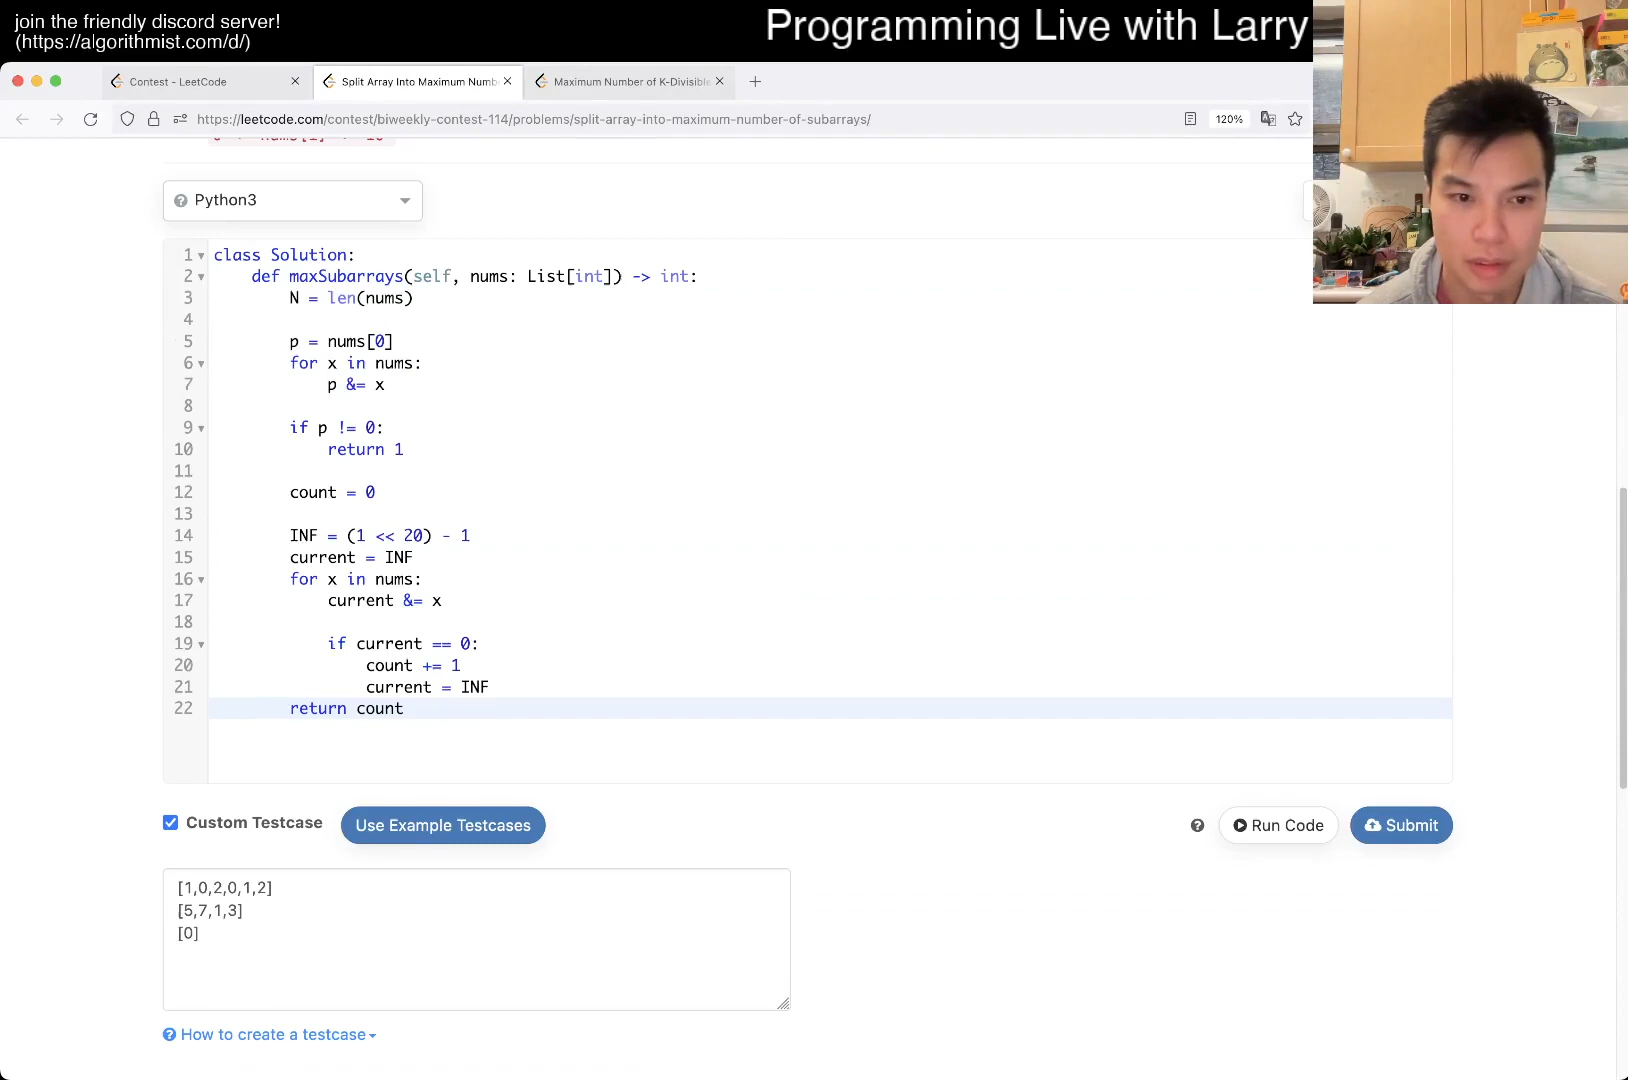 join the friendly discord server!
(https://algorithmist.com/d/)
Programming Live with Larry
Contest - LeetCode
Split Array Into Maximum Numb
Maximum Number of K-Divisible
https://leetcode.com/contest/biweekly-contest-114/problems/split-array-into-maximum-number-of-subarrays/
120%
Python3
1 class Solution:
2 def maxSubarrays(self, nums: List[int]) -> int:
3 N = len(nums)
4
5 p = nums[0]
6 for x in nums:
7 p &= x
8
9 if p != 0:
10 return 1
11
12 count = 0
13
14 INF = (1 << 20) - 1
15 current = INF
16 for x in nums:
17 current &= x
18
19 if current == 0:
20 count += 1
21 current = INF
22 return count
Custom Testcase
Use Example Testcases
Run Code
Submit
[1,0,2,0,1,2]
[5,7,1,3]
[0]
How to create a testcase